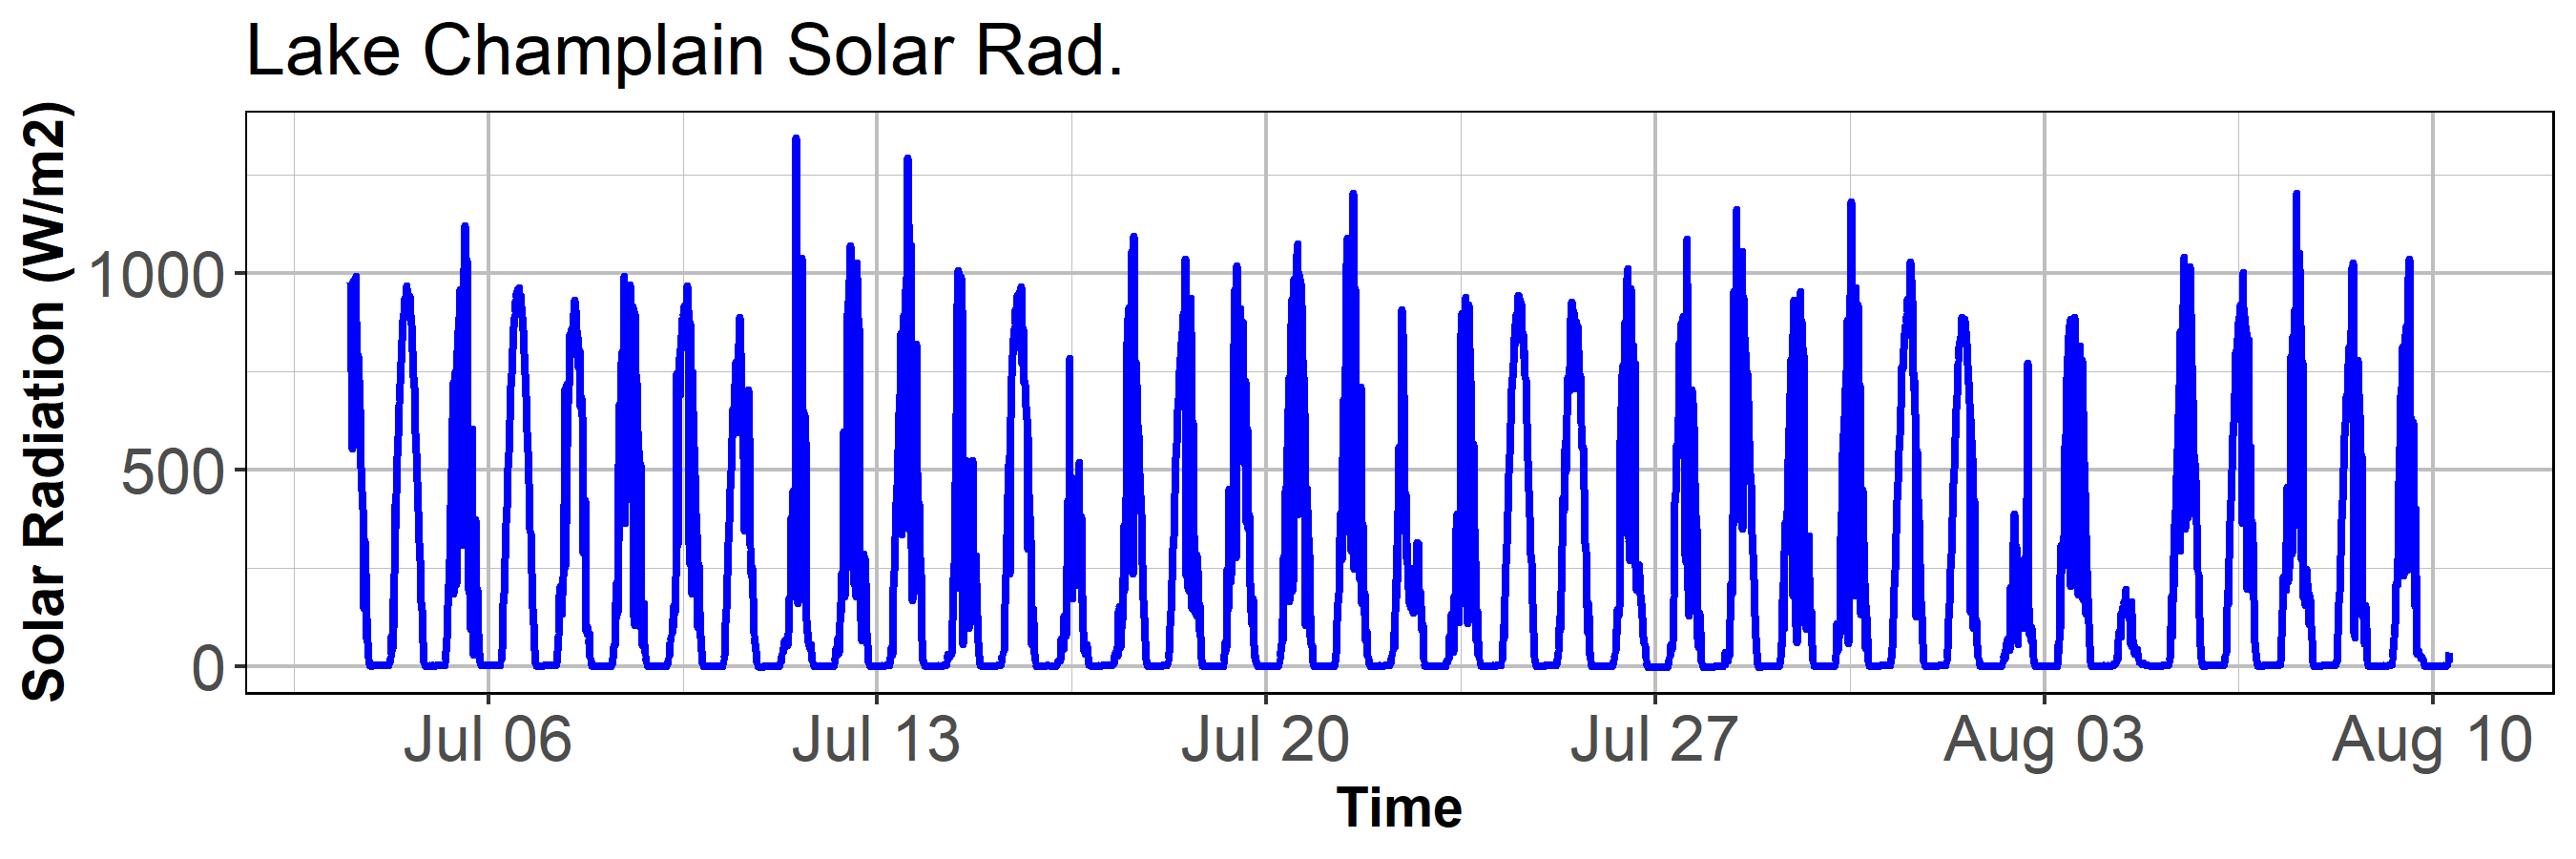 Lake Champlain Solar Rad.
Solar Radiation (W/m2)
1000
500
0
Jul 06 Jul 13 Jul 20 Jul 27 Aug 03 Aug 10
Time